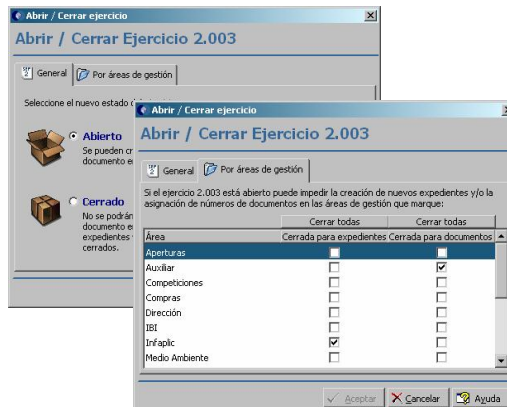 Abrir / Cerrar ejercicio
Abrir / Cerrar Ejercicio 2.003
General
Por áreas de gestión
Seleccione el nuevo estado
Abierto
Se pueden
documento
Cerrado
No se podrán
documento
expedientes
cerrados.
Abrir / Cerrar ejercicio
Abrir / Cerrar Ejercicio 2.003
General
Por áreas de gestión
Si el ejercicio 2.003 está abierto puede impedir la creación de nuevos expedientes y/o la
asignación de números de documentos en las áreas de gestión que marque:
Cerrar todas
Cerrar todas
Área
Cerrada para expedientes
Cerrada para documentos
Aperturas
Auxiliar
Competiciones
Compras
Dirección
IBI
Infaplic
Medio Ambiente
Aceptar
Cancelar
Ayuda